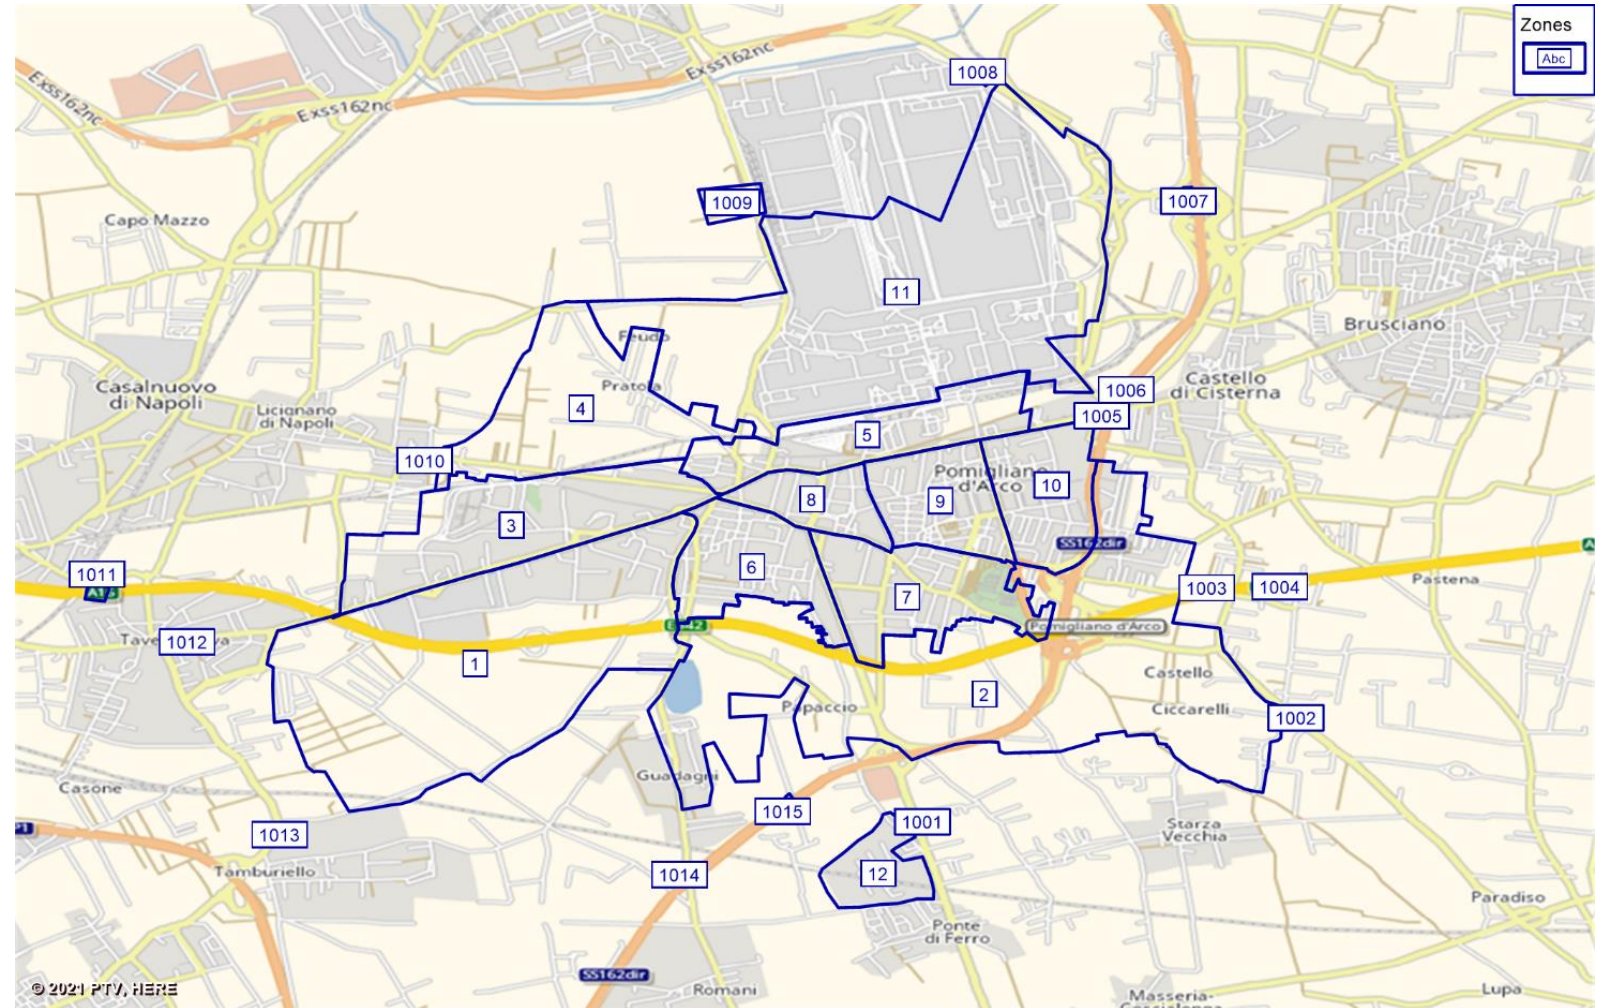 Zones
Abc
Exss162nc
Exss162nc
Exss162nc
1008
1009
1007
Capo Mazzo
11
Brusciano
Feudo
Pratola
Casalnuovo
di Napoli
Licignano
di Napoli
4
Castello
di Cisterna
1006
1005
5
1010
Pomigliano
d'Arco
10
8
9
3
SS162dir
1011
6
7
1003
1004
Pastena
1012
Pomigliano d'Arco
1
2
Castello
Papaccio
Ciccarelli
1002
Guadagni
Casone
1015
1001
1013
Starza
Vecchia
Tamburiello
1014
12
Paradiso
Ponte
di Ferro
SS162dir
Romani
© 2021 PTV, HERE
Lupa